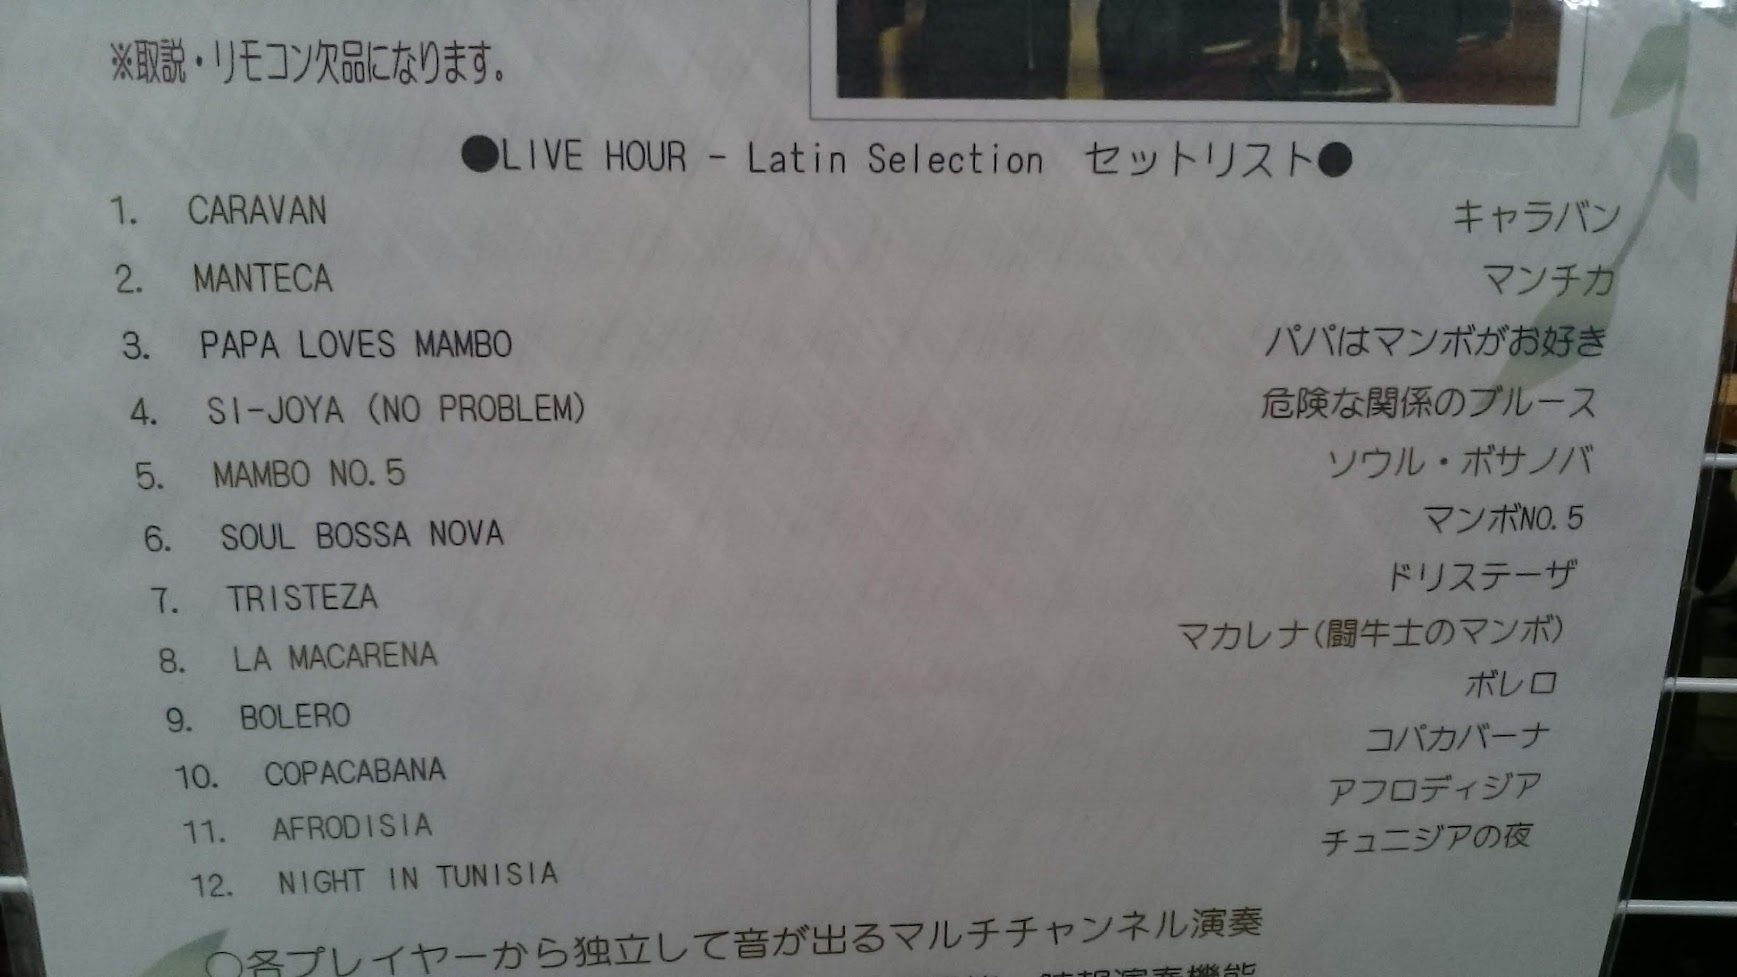 ※取説・リモコン欠品になります。
●LIVE HOUR - Latin Selection　セットリスト●
1. CARAVAN キャラバン
2. MANTECA マンチカ
3. PAPA LOVES MAMBO パパはマンボがお好き
4. SI-JOYA (NO PROBLEM) 危険な関係のブルース
5. MAMBO NO.5 ソウル・ボサノバ
6. SOUL BOSSA NOVA マンボNO.5
7. TRISTEZA ドリステーザ
8. LA MACARENA マカレナ(闘牛士のマンボ)
9. BOLERO ボレロ
10. COPACABANA コパカバーナ
11. AFRODISIA アフロディジア
12. NIGHT IN TUNISIA チュニジアの夜
○各プレイヤーから独立して音が出るマルチチャンネル演奏